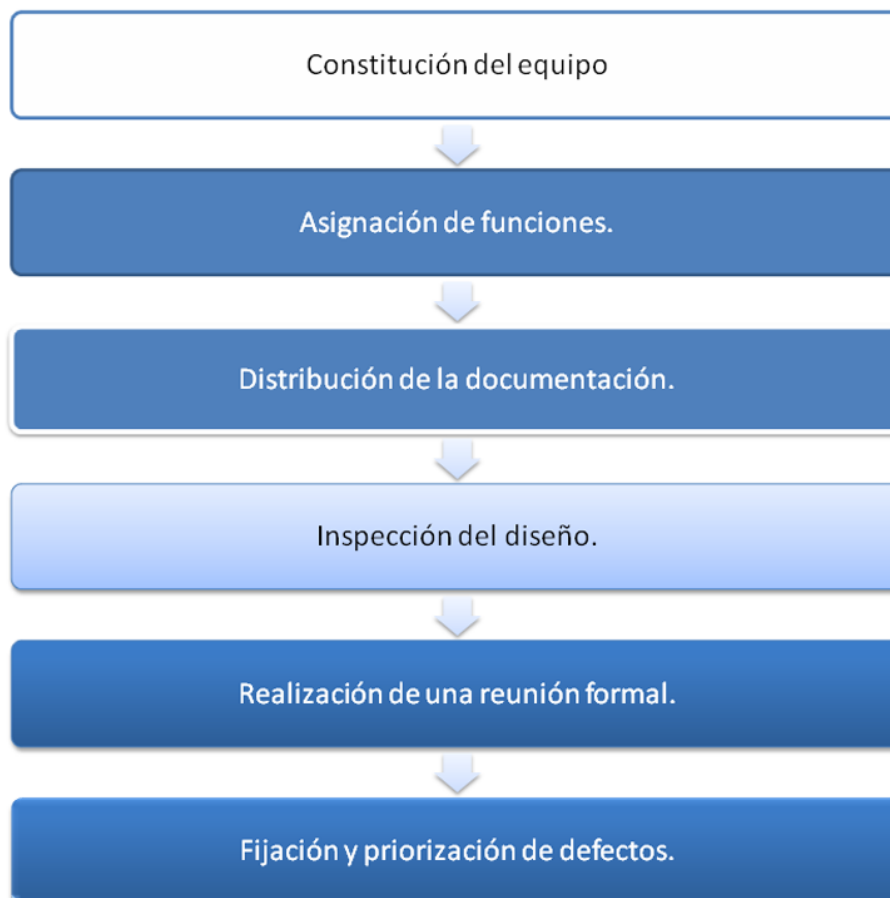 Constitución del equipo
Asignación de funciones.
Distribución de la documentación.
Inspección del diseño.
Realización de una reunión formal.
Fijación y priorización de defectos.